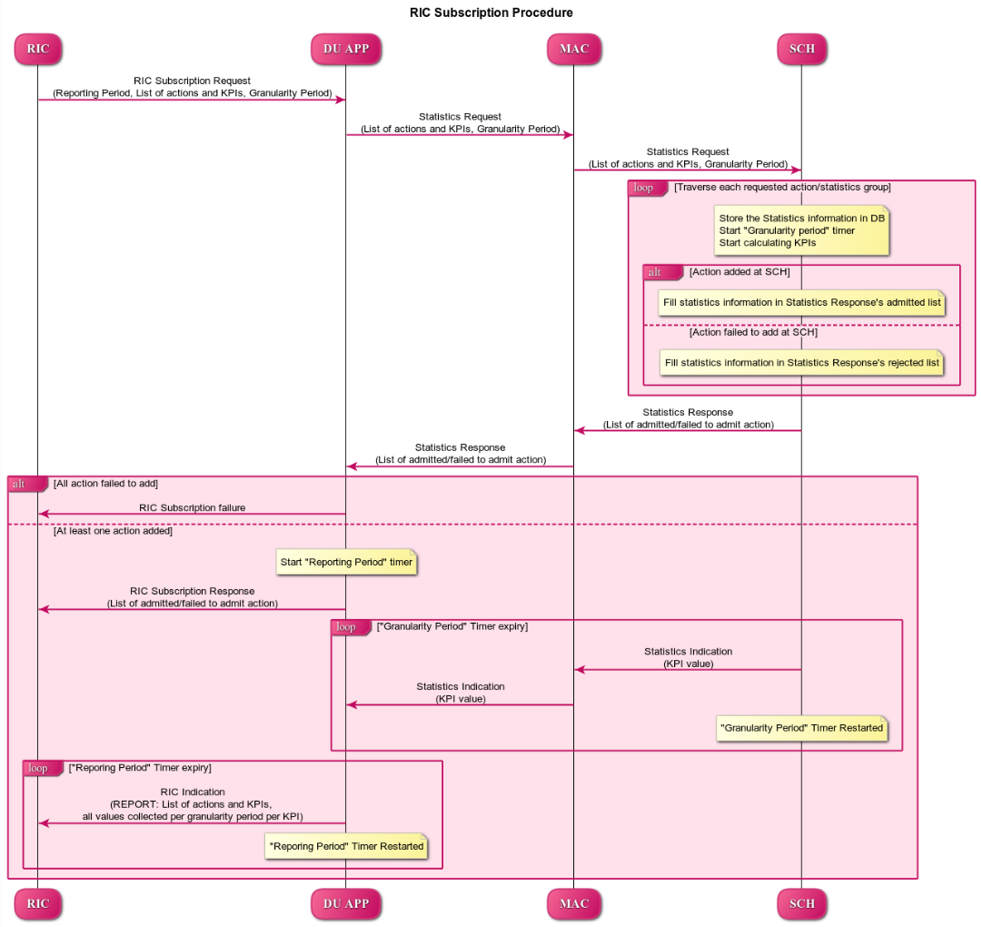 RIC Subscription Procedure
RIC
DU APP
MAC
SCH
RIC Subscription Request
(Reporting Period, List of actions and KPIs, Granularity Period)
Statistics Request
(List of actions and KPIs, Granularity Period)
Statistics Request
(List of actions and KPIs, Granularity Period)
loop
[Traverse each requested action/statistics group]
Store the Statistics information in DB
Start "Granularity period" timer
Start calculating KPIs
alt
[Action added at SCH]
Fill statistics information in Statistics Response's admitted list
[Action failed to add at SCH]
Fill statistics information in Statistics Response's rejected list
Statistics Response
(List of admitted/failed to admit action)
Statistics Response
(List of admitted/failed to admit action)
alt
[All action failed to add]
RIC Subscription failure
[At least one action added]
Start "Reporting Period" timer
RIC Subscription Response
(List of admitted/failed to admit action)
loop
["Granularity Period" Timer expiry]
Statistics Indication
(KPI value)
Statistics Indication
(KPI value)
"Granularity Period" Timer Restarted
loop
["Reporing Period" Timer expiry]
RIC Indication
(REPORT: List of actions and KPIs,
all values collected per granularity period per KPI)
"Reporing Period" Timer Restarted
RIC
DU APP
MAC
SCH